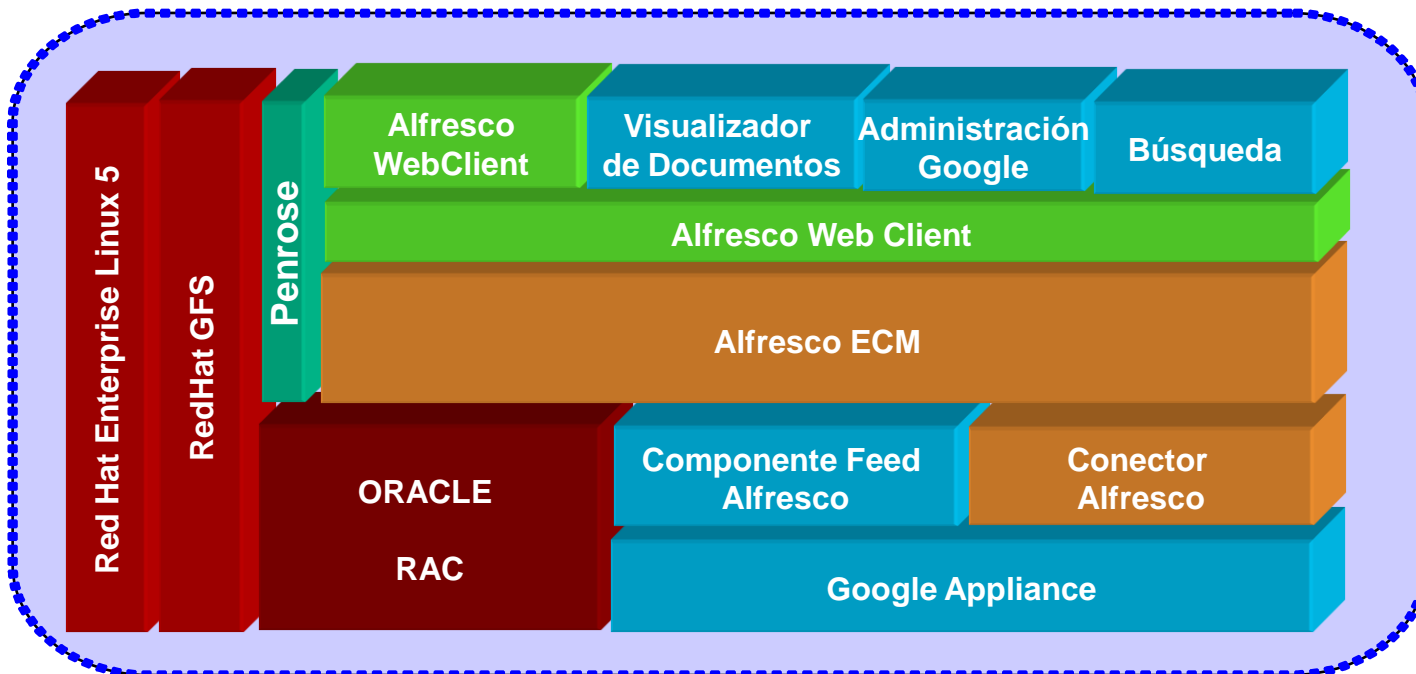 Red Hat Enterprise Linux 5
RedHat GFS
Penrose
Alfresco
WebClient
Visualizador
de Documentos
Administración
Google
Búsqueda
Alfresco Web Client
Alfresco ECM
ORACLE
RAC
Componente Feed
Alfresco
Conector
Alfresco
Google Appliance